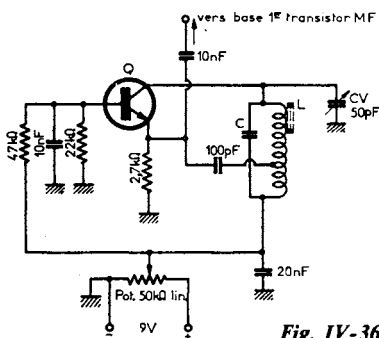 vers base 1er transistor MF
Q
10nF
L
CV
50pF
C
47kΩ
10nF
22kΩ
2,7kΩ
100pF
20nF
Pot. 50kΩ lin.
-
9V
+
Fig. IV-36